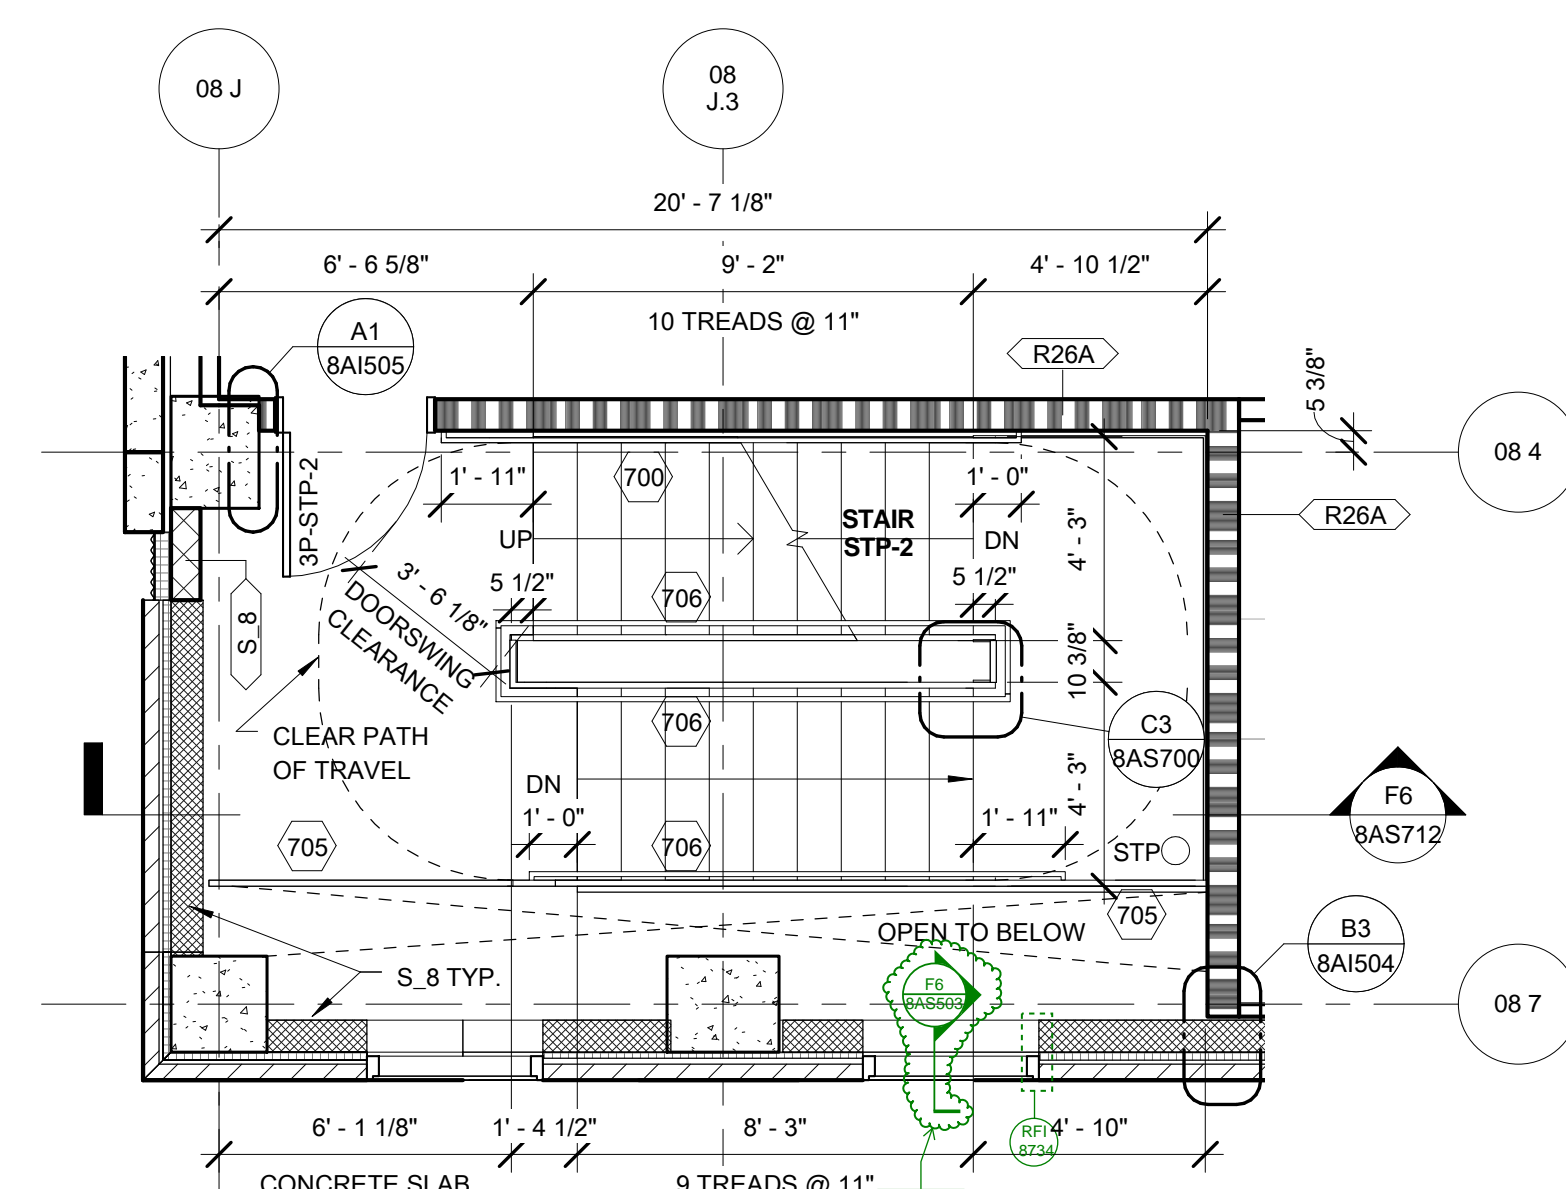 08 J
08
J.3
20' - 7 1/8"
6' - 6 5/8"
9' - 2"
4' - 10 1/2"
10 TREADS @ 11"
A1
8AI505
R26A
5 3/8"
08 4
3P-STP-2
1' - 11"
700
1' - 0"
R26A
UP
STAIR
STP-2
DN
4' - 3"
3' - 6 1/8"
5 1/2"
706
5 1/2"
DOORSWING
CLEARANCE
S_8
10 3/8"
CLEAR PATH
OF TRAVEL
706
C3
8AS700
DN
4' - 3"
F6
8AS712
1' - 0"
1' - 11"
705
706
STP
705
OPEN TO BELOW
B3
8AI504
S_8 TYP.
F6
8AS503
08 7
6' - 1 1/8"
1' - 4 1/2"
8' - 3"
RFI
8734
4' - 10"
CONCRETE SLAB
9 TREADS @ 11"